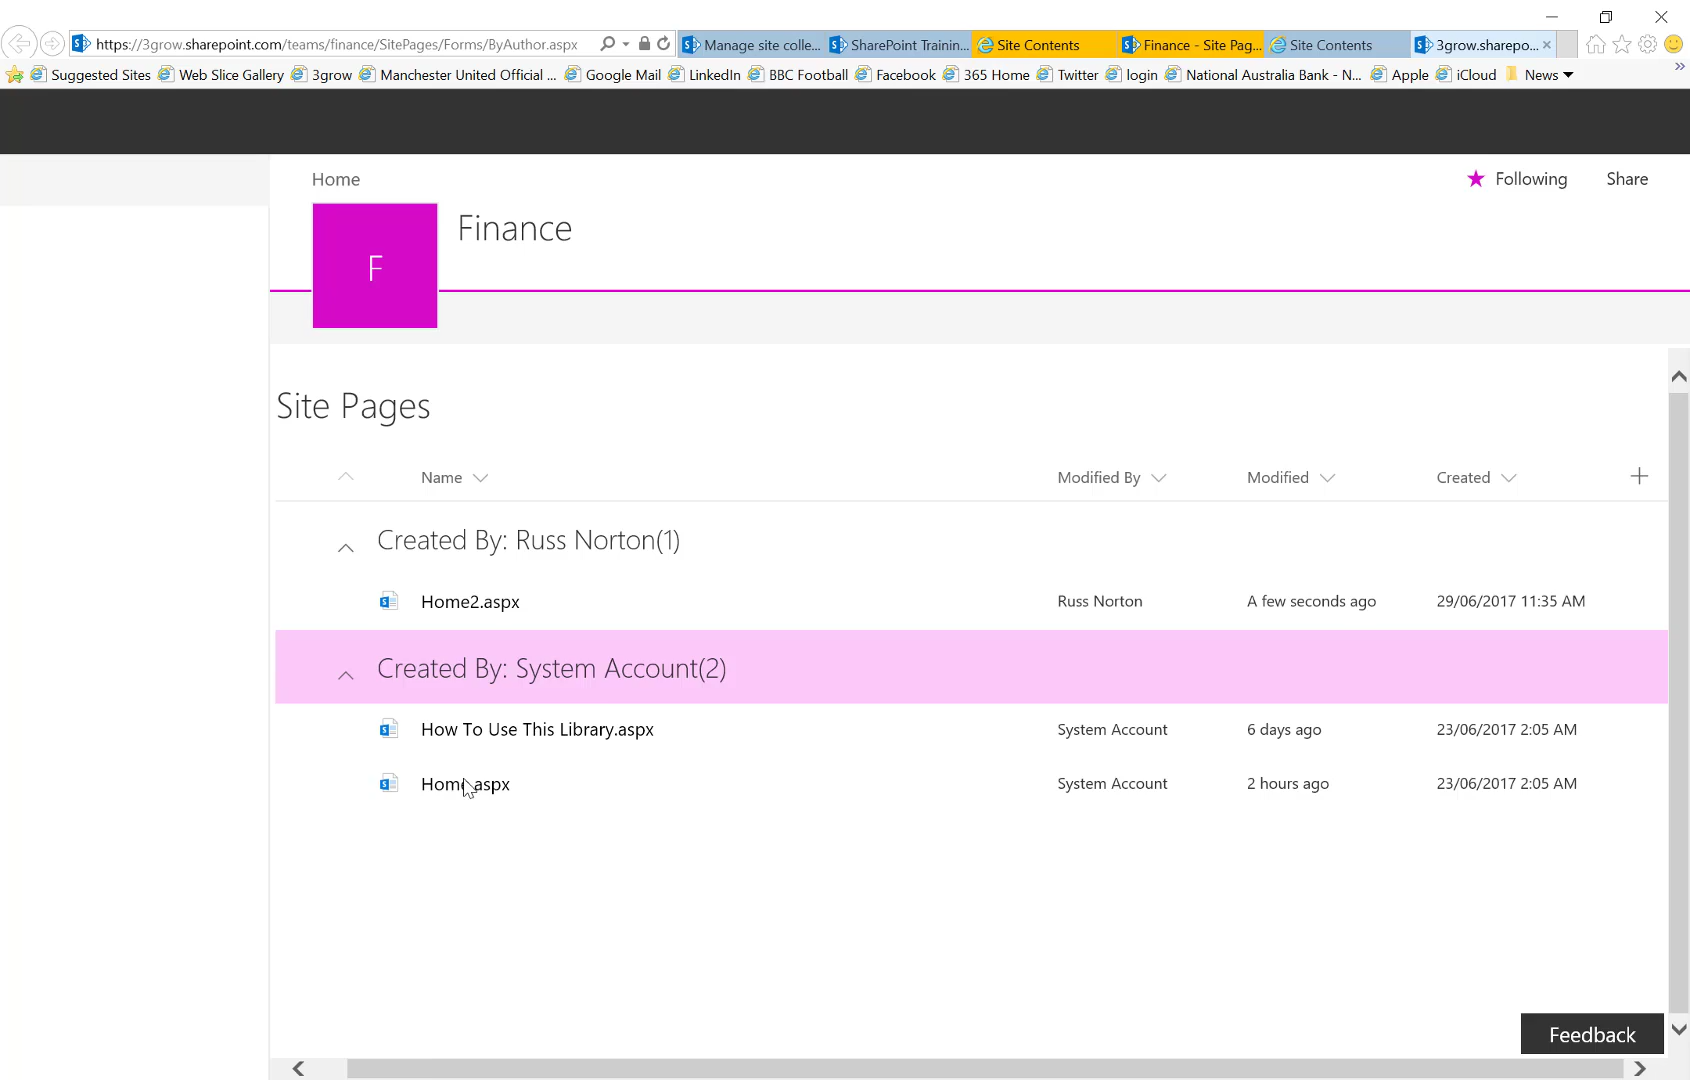 https://3grow.sharepoint.com/teams/finance/SitePages/Forms/ByAuthor.aspx Manage site colle... SharePoint Trainin... Site Contents Finance - Site Pag... Site Contents 3grow.sharepo...
Suggested Sites Web Slice Gallery 3grow Manchester United Official ... Google Mail LinkedIn BBC Football Facebook 365 Home Twitter login National Australia Bank - N... Apple iCloud News
Home Following Share
Finance
F
Site Pages
Name Modified By Modified Created
Created By: Russ Norton(1)
Home2.aspx Russ Norton A few seconds ago 29/06/2017 11:35 AM
Created By: System Account(2)
How To Use This Library.aspx System Account 6 days ago 23/06/2017 2:05 AM
Home.aspx System Account 2 hours ago 23/06/2017 2:05 AM
Feedback